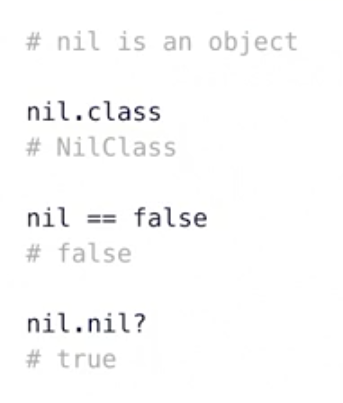 # nil is an object
nil.class
# NilClass
nil == false
# false
nil.nil?
# true